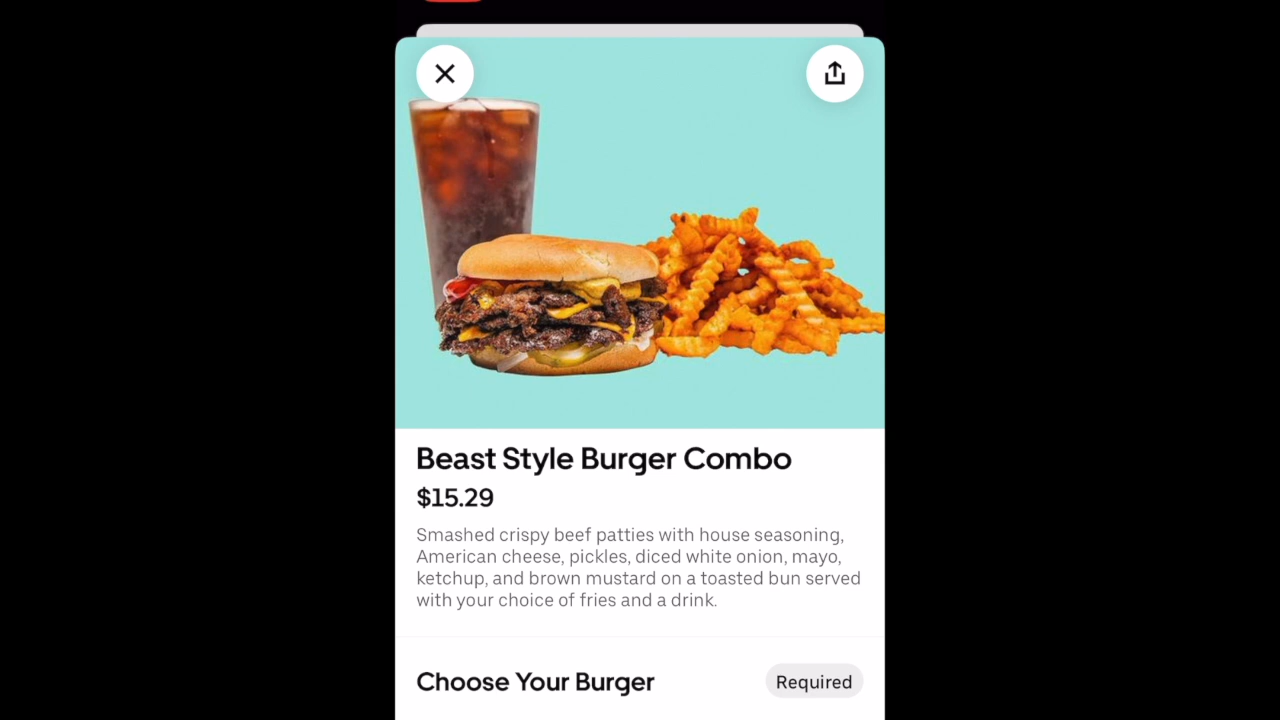 Beast Style Burger Combo
$15.29
Smashed crispy beef patties with house seasoning,
American cheese, pickles, diced white onion, mayo,
ketchup, and brown mustard on a toasted bun served
with your choice of fries and a drink.
Choose Your Burger
Required